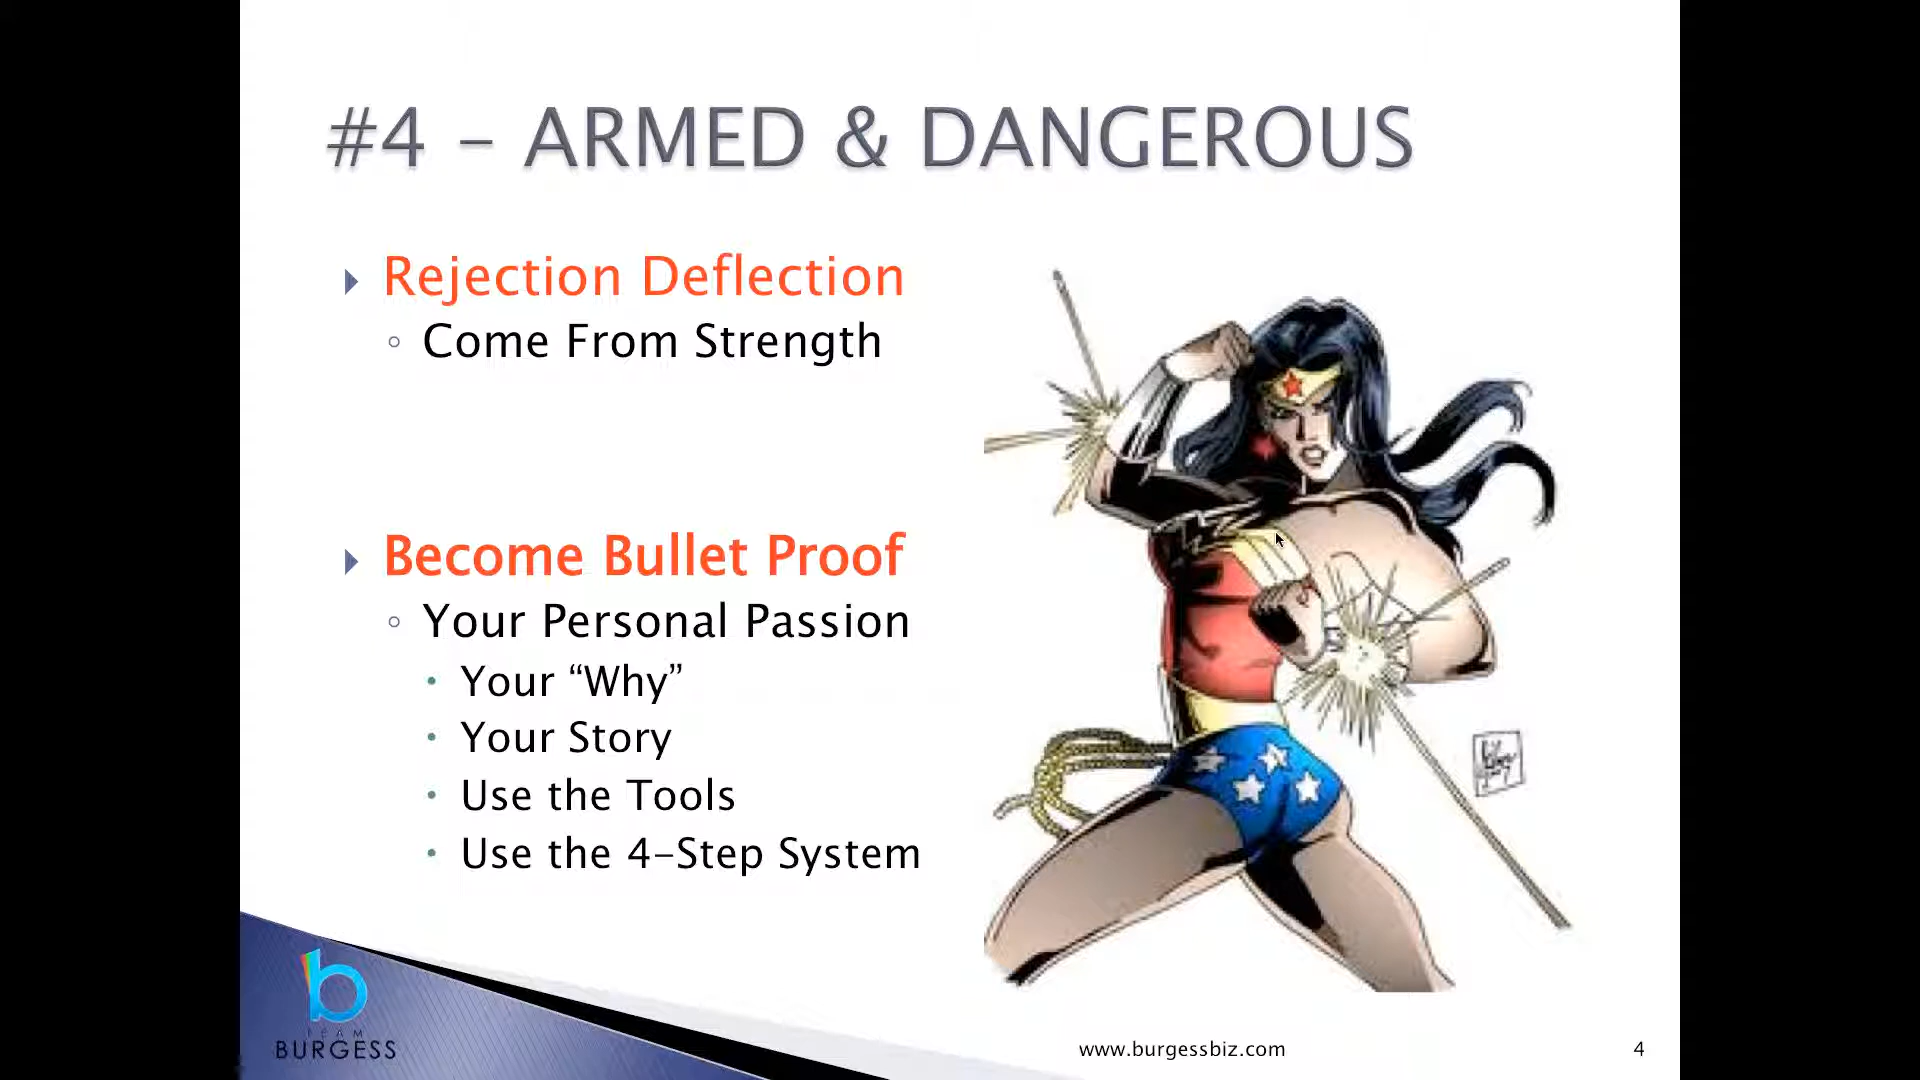 #4 – ARMED & DANGEROUS
Rejection Deflection
Come From Strength
Become Bullet Proof
Your Personal Passion
Your “Why”
Your Story
Use the Tools
Use the 4–Step System
b
TEAM
BURGESS
www.burgessbiz.com
4